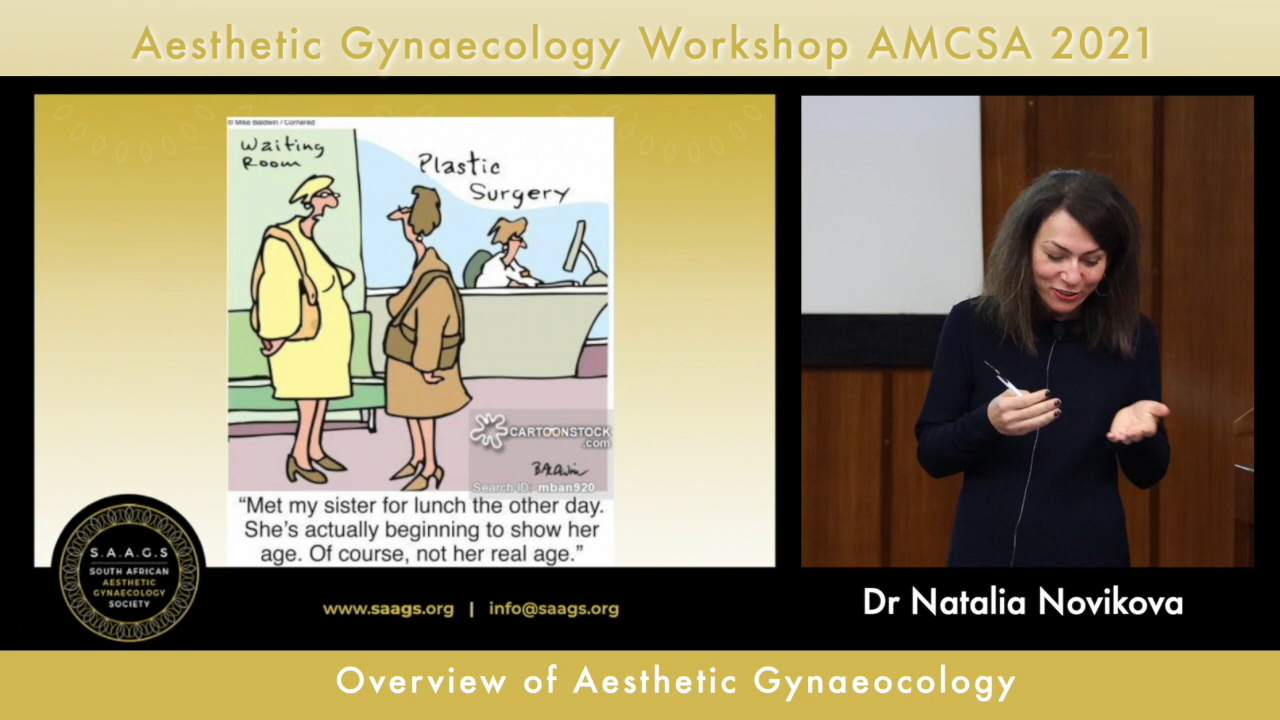 Aesthetic Gynaecology Workshop AMCSA 2021
© Mike Baldwin / Cornered
Waiting
Room
Plastic
Surgery
CARTOONSTOCK
.com
BALDWin
Search ID: mban920
"Met my sister for lunch the other day.
She's actually beginning to show her
age. Of course, not her real age."
S.A.A.G.S
SOUTH AFRICAN
AESTHETIC
GYNAECOLOGY
SOCIETY
www.saags.org | info@saags.org
Dr Natalia Novikova
Overview of Aesthetic Gynaeocology